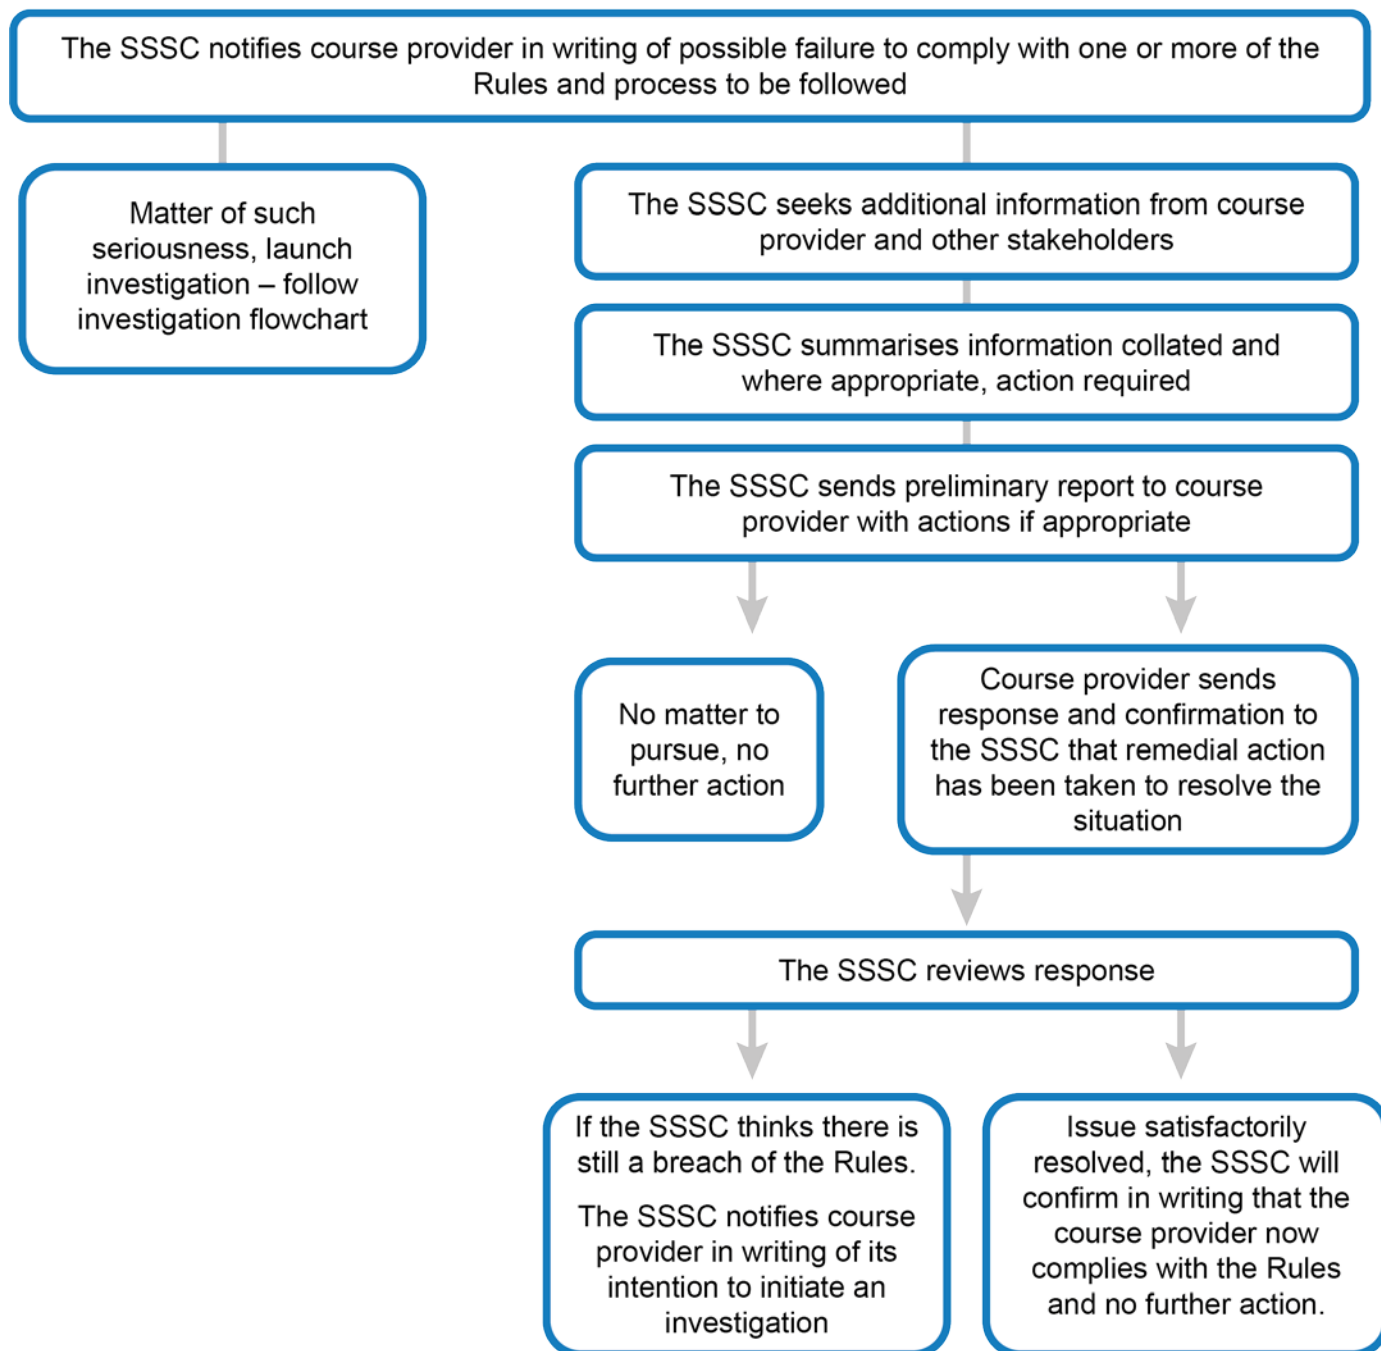 The SSSC notifies course provider in writing of possible failure to comply with one or more of the
Rules and process to be followed
Matter of such
seriousness, launch
investigation – follow
investigation flowchart
The SSSC seeks additional information from course
provider and other stakeholders
The SSSC summarises information collated and
where appropriate, action required
The SSSC sends preliminary report to course
provider with actions if appropriate
No matter to
pursue, no
further action
Course provider sends
response and confirmation to
the SSSC that remedial action
has been taken to resolve the
situation
The SSSC reviews response
If the SSSC thinks there is
still a breach of the Rules.
The SSSC notifies course
provider in writing of its
intention to initiate an
investigation
Issue satisfactorily
resolved, the SSSC will
confirm in writing that the
course provider now
complies with the Rules
and no further action.